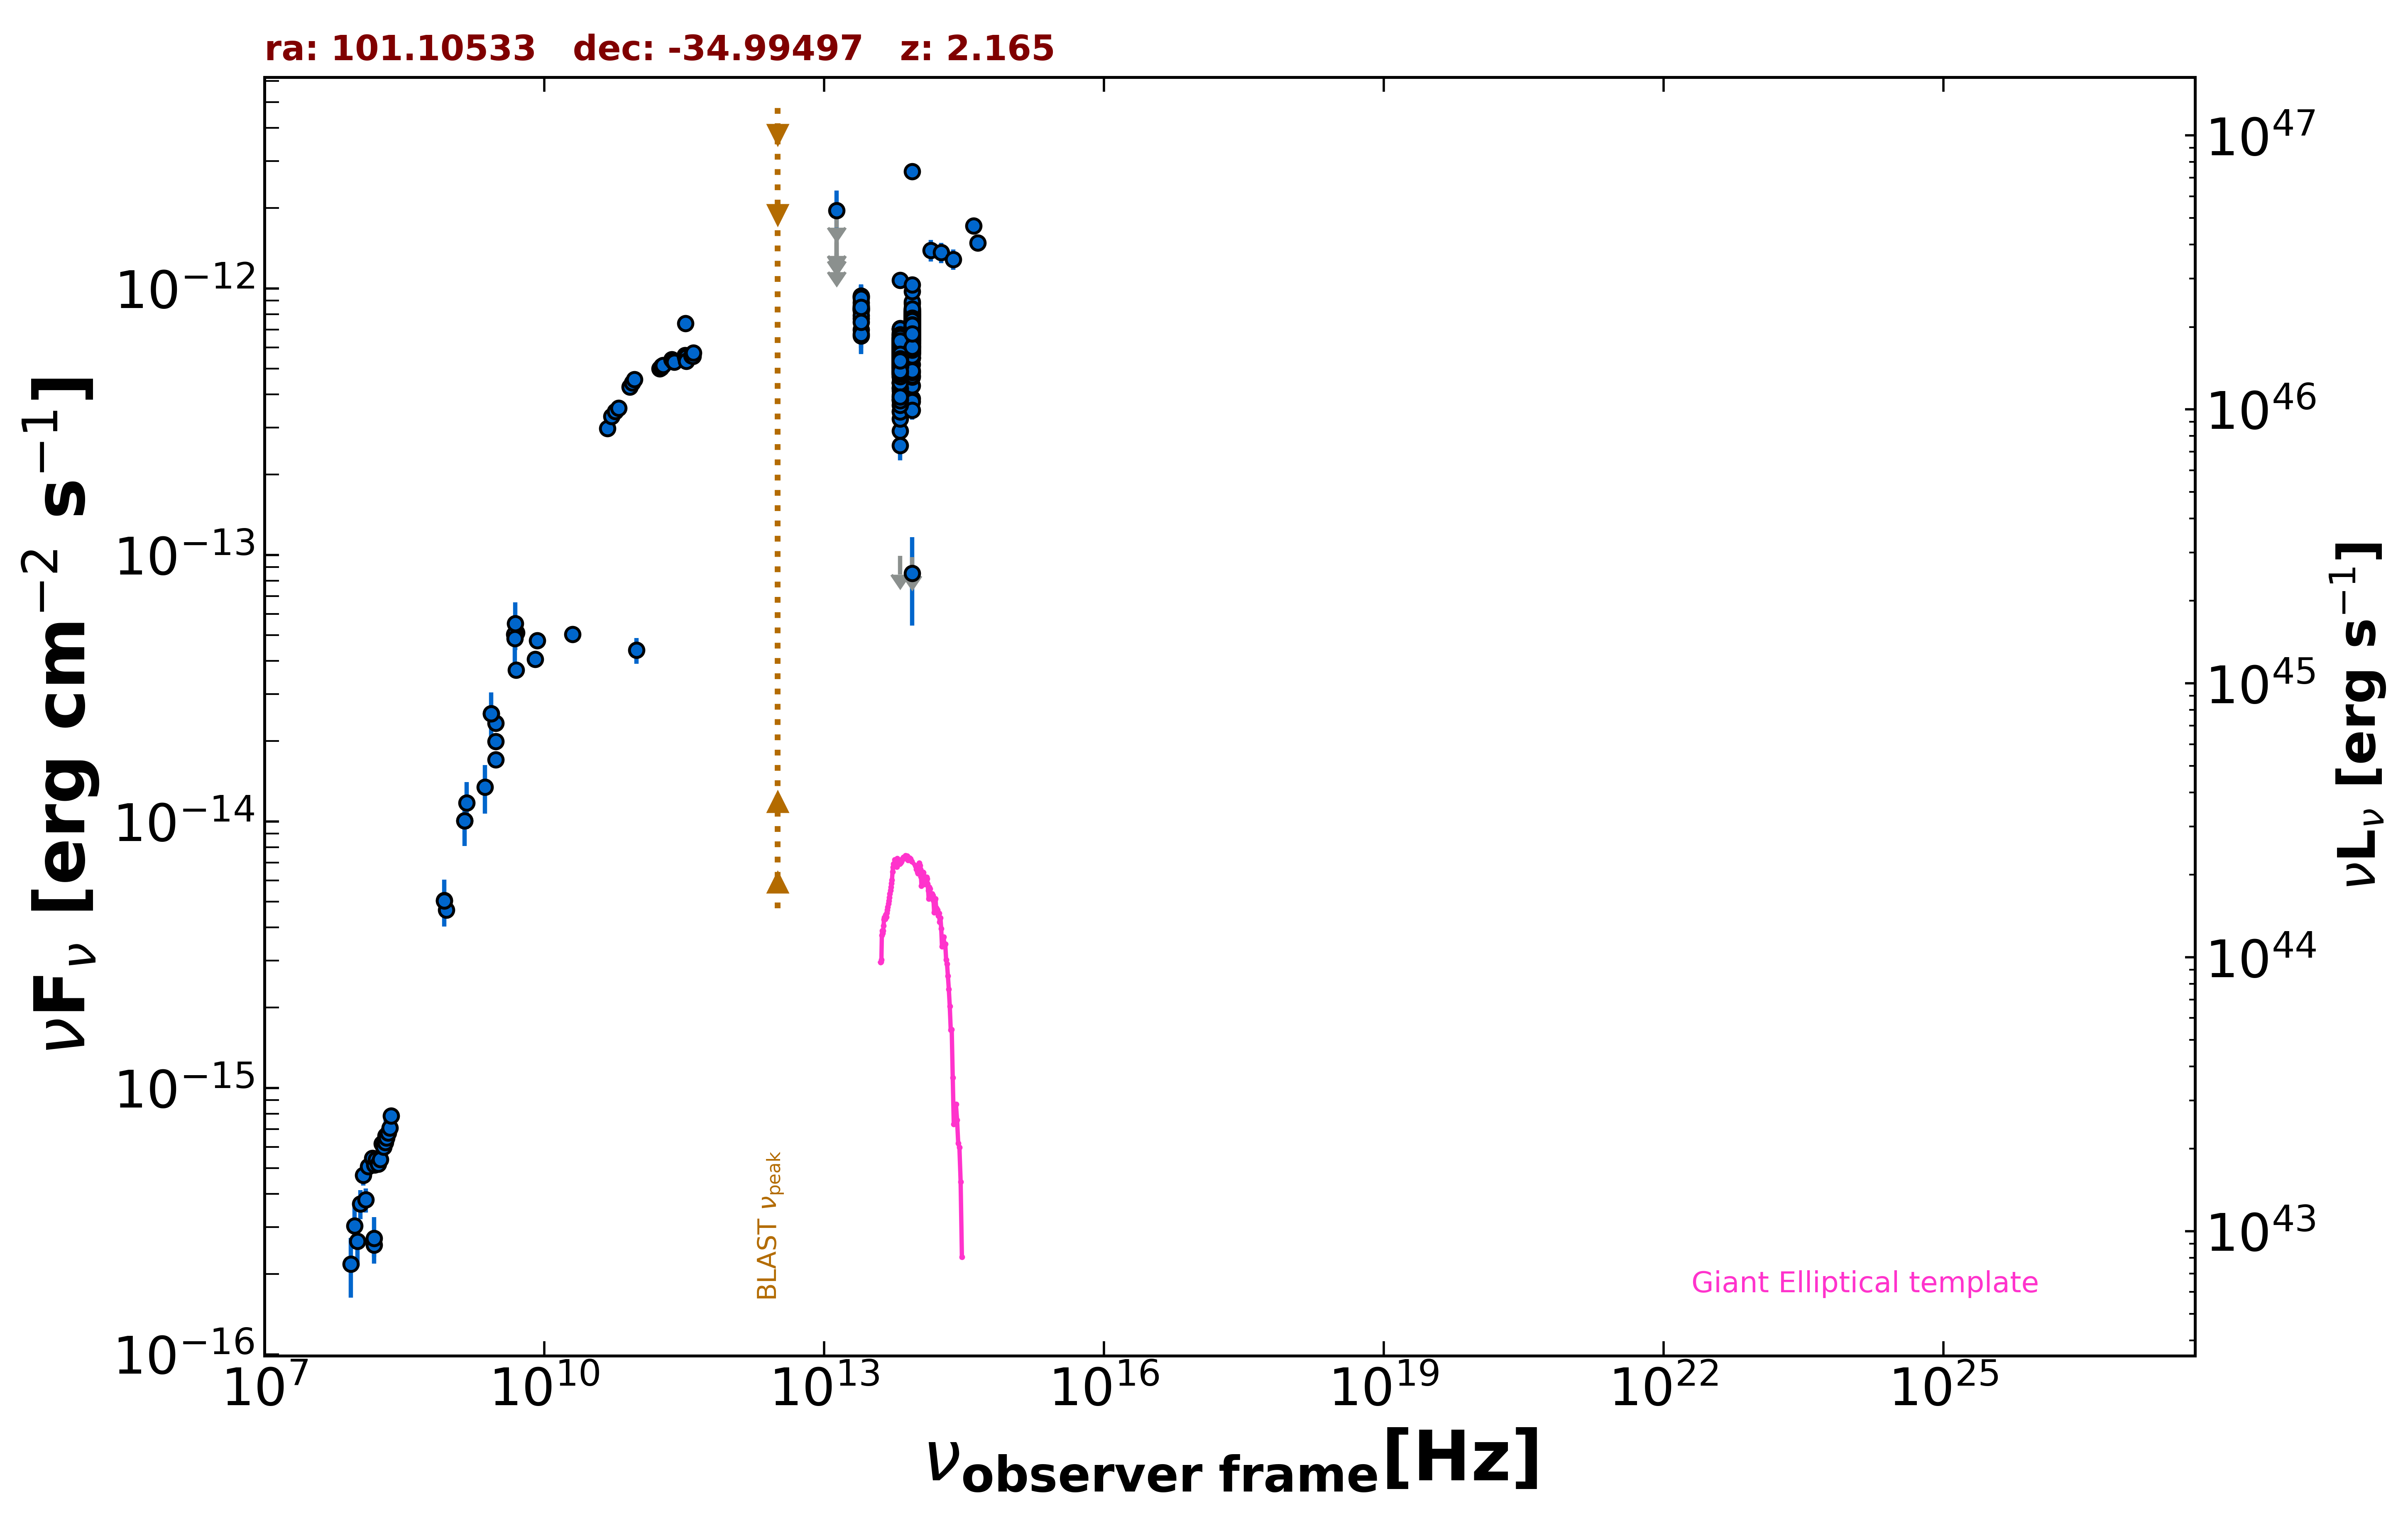 ra: 101.10533 dec: -34.99497 z: 2.165
10⁴⁷
10⁻¹²
10⁴⁶
10⁻¹³
νFν [erg cm⁻² s⁻¹]
10⁴⁵
νLν [erg s⁻¹]
10⁻¹⁴
10⁴⁴
10⁻¹⁵
BLAST νpeak
10⁴³
Giant Elliptical template
10⁻¹⁶
10⁷ 10¹⁰ 10¹³ 10¹⁶ 10¹⁹ 10²² 10²⁵
νobserver frame[Hz]